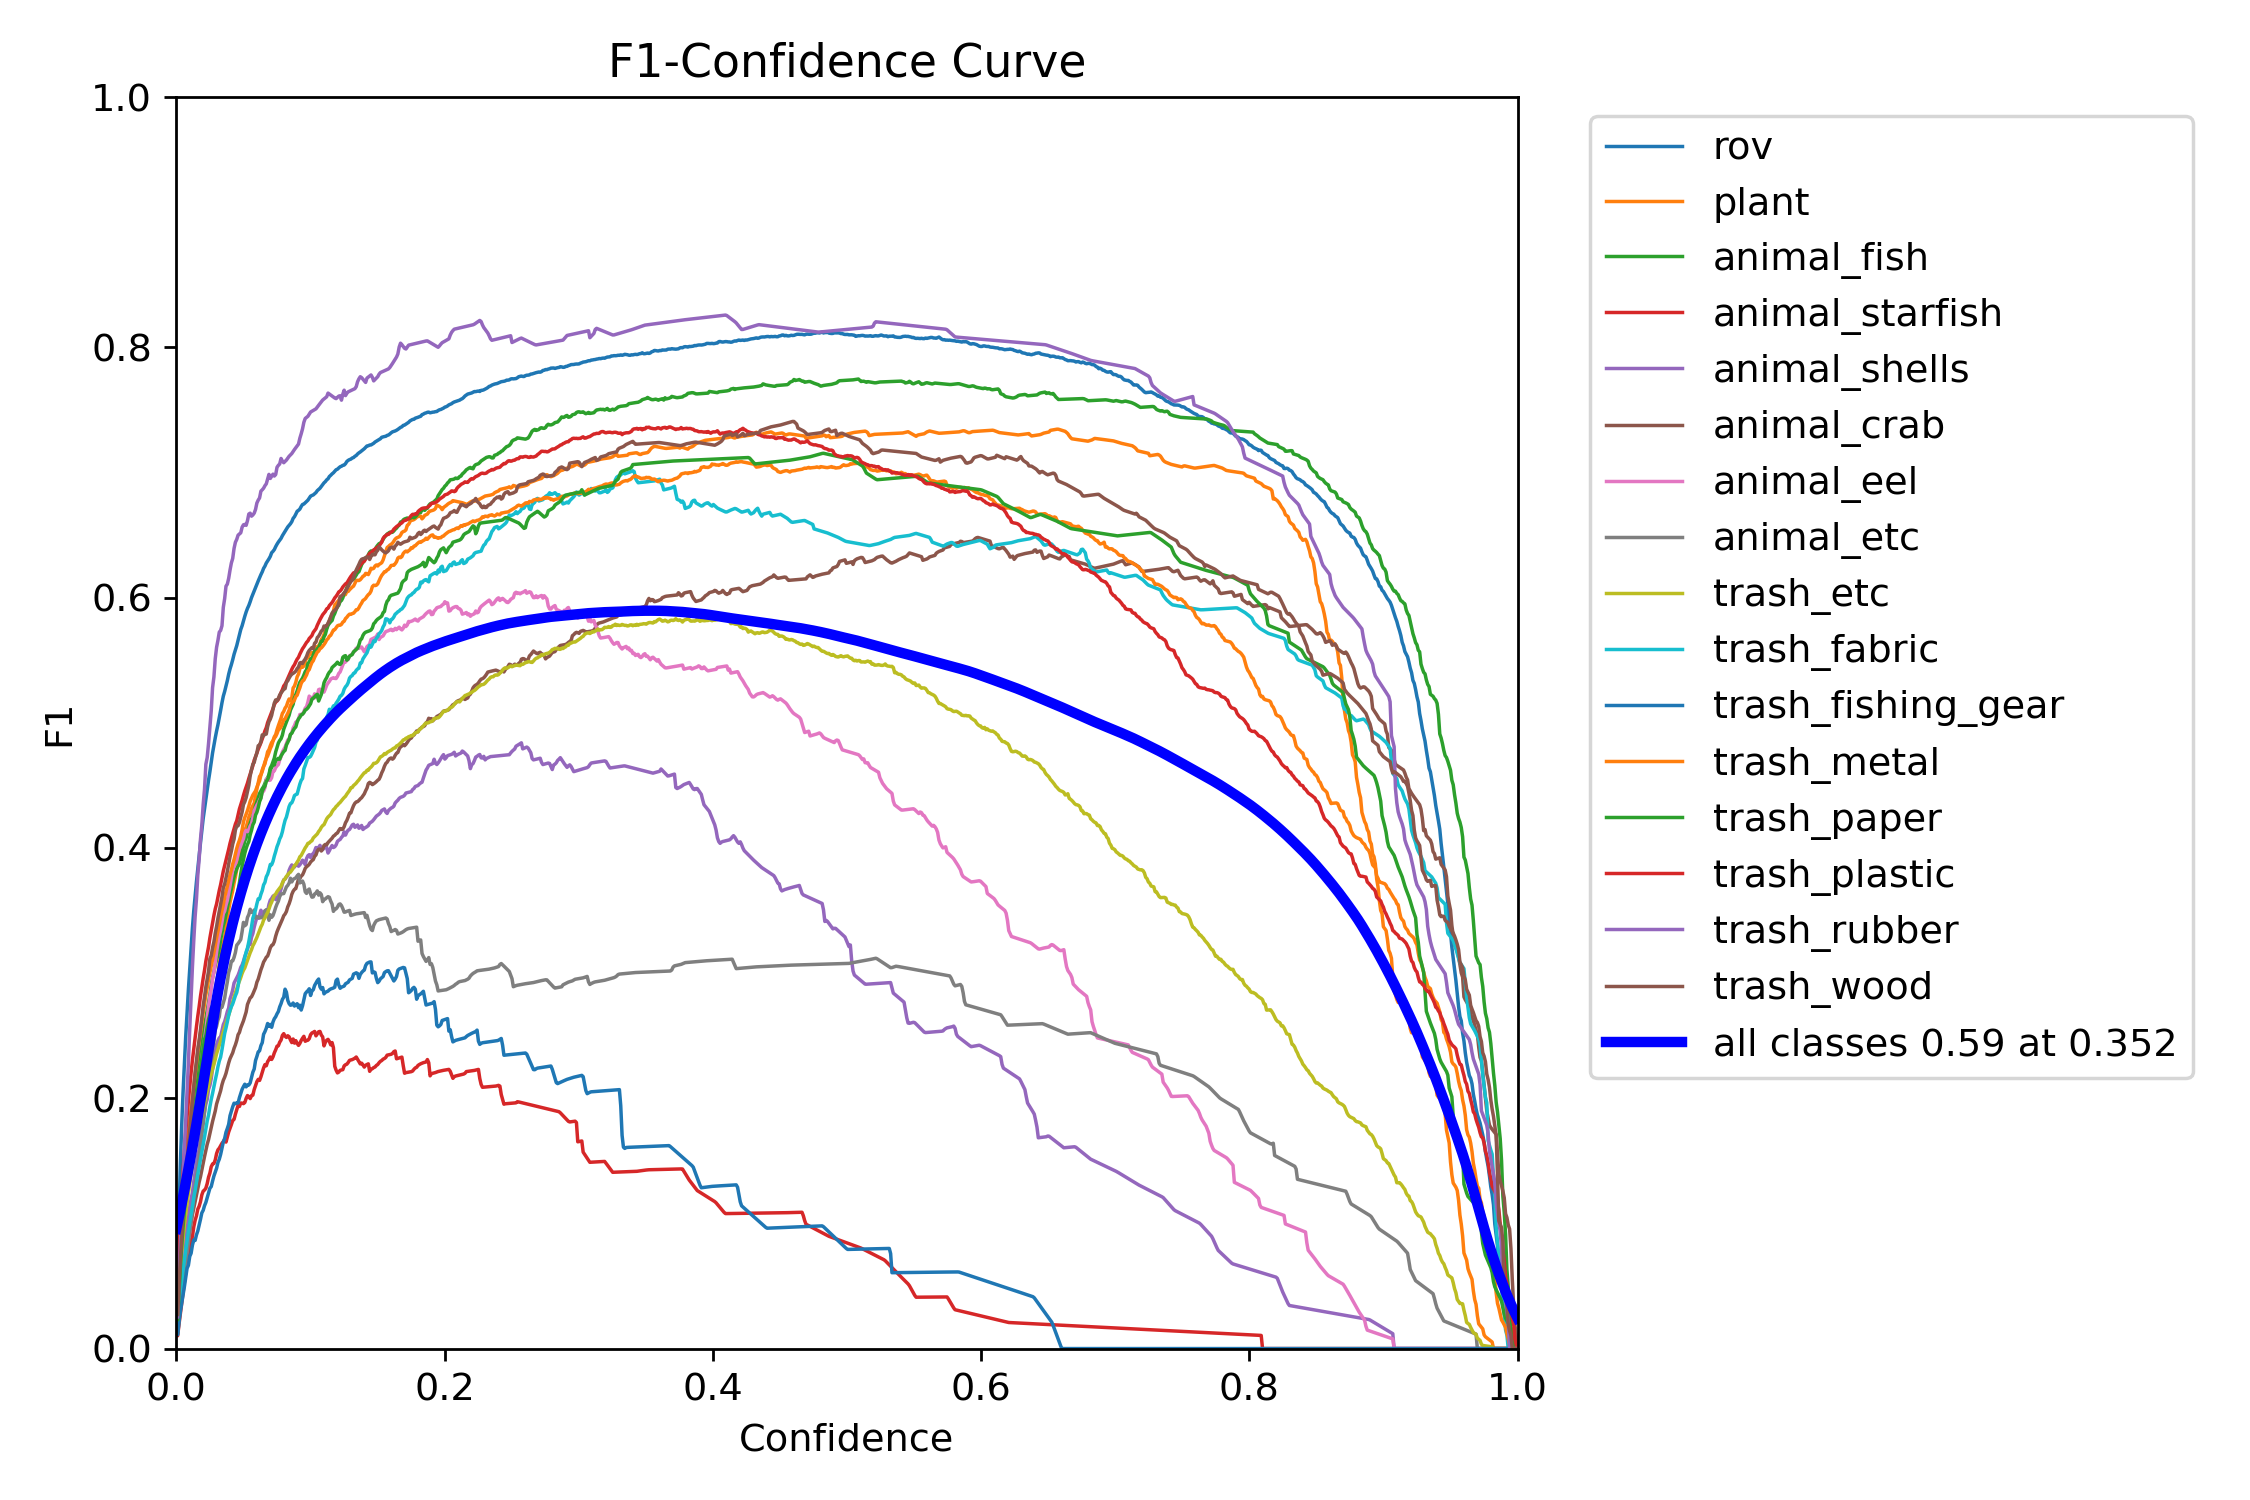 F1-Confidence Curve
1.0
0.8
0.6
0.4
0.2
0.0
F1
0.0 0.2 0.4 0.6 0.8 1.0
Confidence
rov
plant
animal_fish
animal_starfish
animal_shells
animal_crab
animal_eel
animal_etc
trash_etc
trash_fabric
trash_fishing_gear
trash_metal
trash_paper
trash_plastic
trash_rubber
trash_wood
all classes 0.59 at 0.352